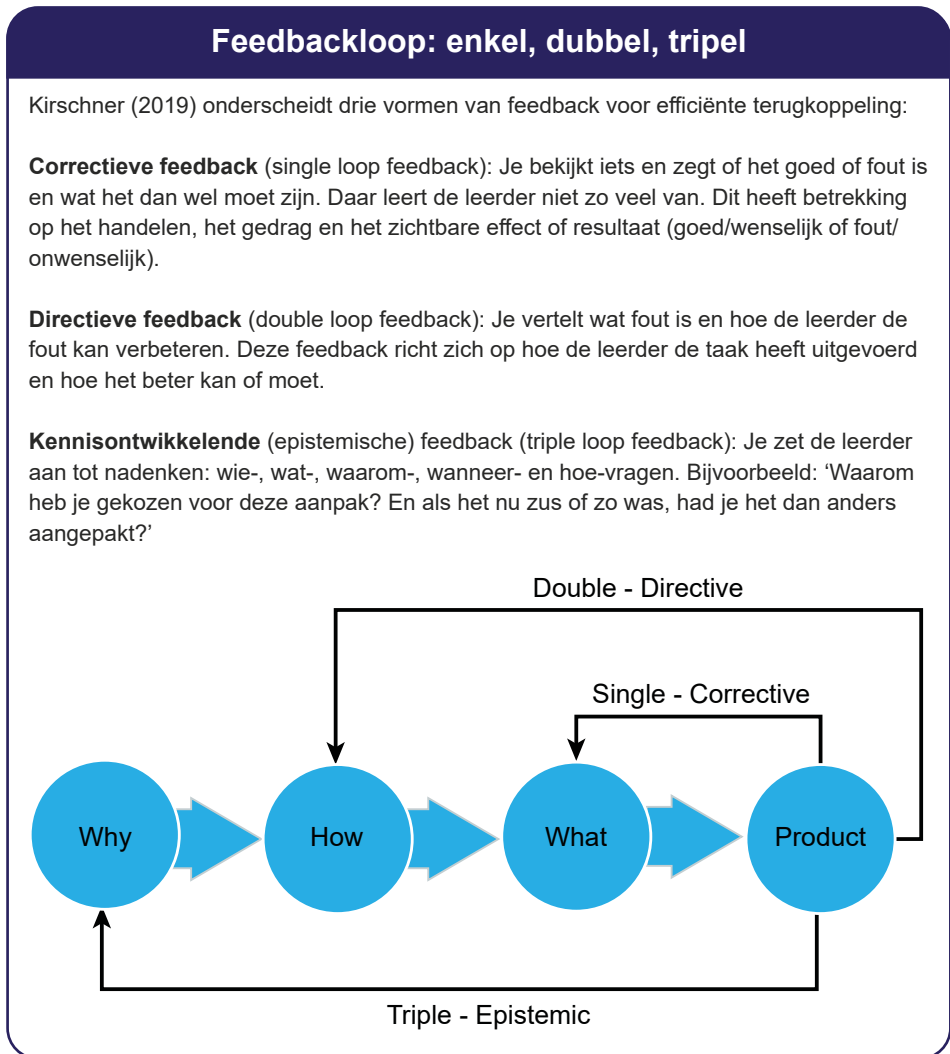 Feedbackloop: enkel, dubbel, tripel
Kirschner (2019) onderscheidt drie vormen van feedback voor efficiënte terugkoppeling:
Correctieve feedback (single loop feedback): Je bekijkt iets en zegt of het goed of fout is
en wat het dan wel moet zijn. Daar leert de leerder niet zo veel van. Dit heeft betrekking
op het handelen, het gedrag en het zichtbare effect of resultaat (goed/wenselijk of fout/
onwenselijk).
Directieve feedback (double loop feedback): Je vertelt wat fout is en hoe de leerder de
fout kan verbeteren. Deze feedback richt zich op hoe de leerder de taak heeft uitgevoerd
en hoe het beter kan of moet.
Kennisontwikkelende (epistemische) feedback (triple loop feedback): Je zet de leerder
aan tot nadenken: wie-, wat-, waarom-, wanneer- en hoe-vragen. Bijvoorbeeld: ‘Waarom
heb je gekozen voor deze aanpak? En als het nu zus of zo was, had je het dan anders
aangepakt?’
Double - Directive
Single - Corrective
Why
How
What
Product
Triple - Epistemic